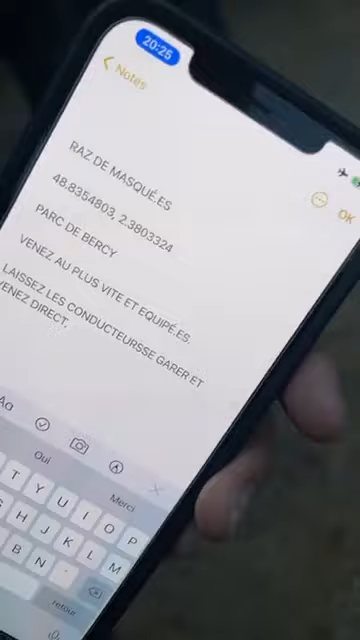 20:25
Notes
OK
RAZ DE MASQUÉ.ES
48.8354803, 2.3803324
PARC DE BERCY
VENEZ AU PLUS VITE ET EQUIPÉ.ES.
LAISSEZ LES CONDUCTEURSSE GARER ET
VENEZ DIRECT.
Aa
Oui
Merci
T Y U I O P
G H J K L M
B N '
retour